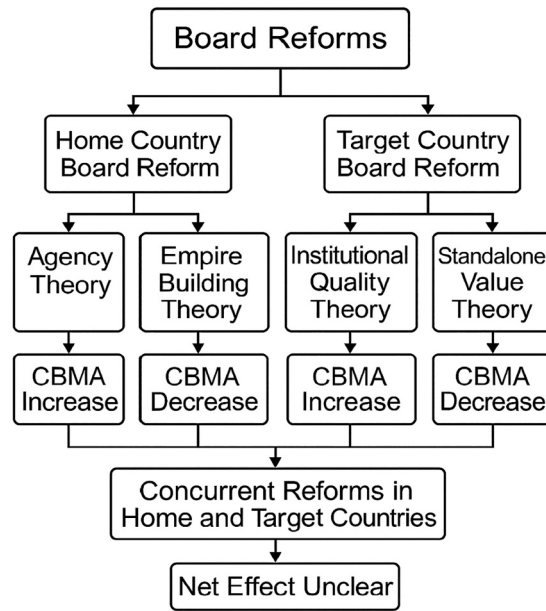 Board Reforms
Home Country
Board Reform
Target Country
Board Reform
Agency
Theory
Empire
Building
Theory
Institutional
Quality
Theory
Standalone
Value
Theory
CBMA
Increase
CBMA
Decrease
CBMA
Increase
CBMA
Decrease
Concurrent Reforms in
Home and Target Countries
Net Effect Unclear